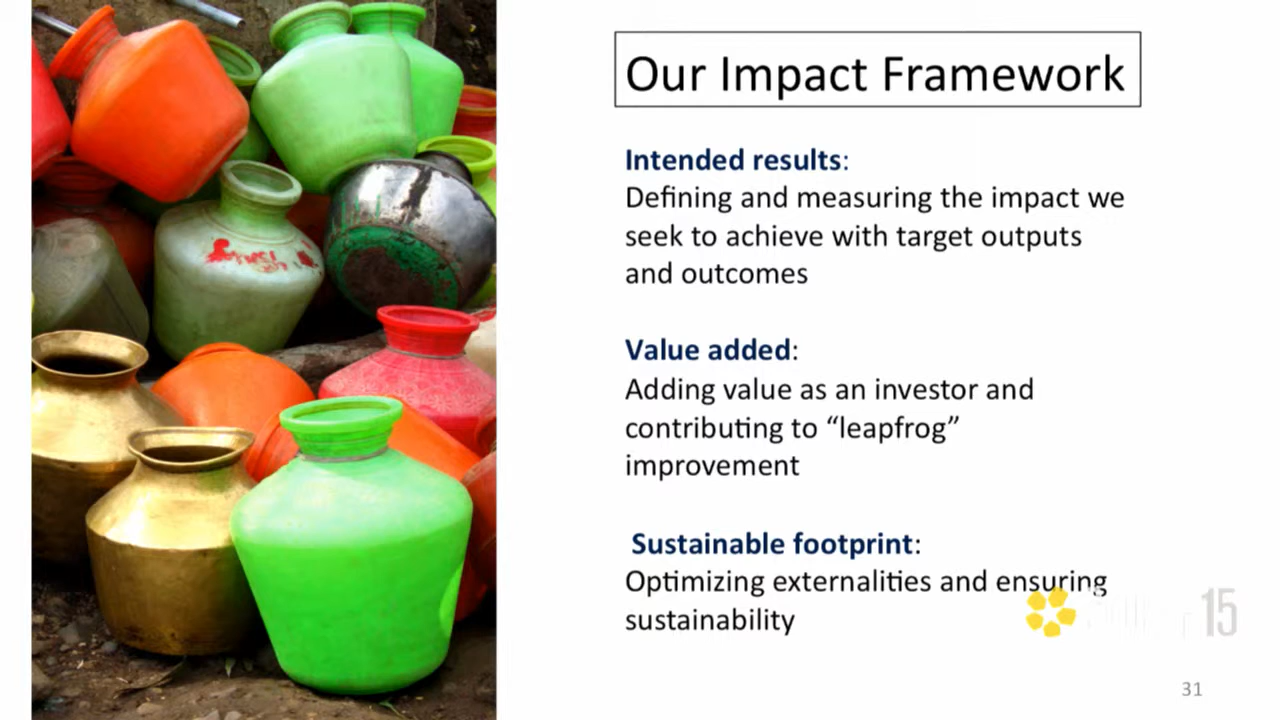 Our Impact Framework
Intended results:
Defining and measuring the impact we
seek to achieve with target outputs
and outcomes
Value added:
Adding value as an investor and
contributing to “leapfrog”
improvement
Sustainable footprint:
Optimizing externalities and ensuring
sustainability
15
31